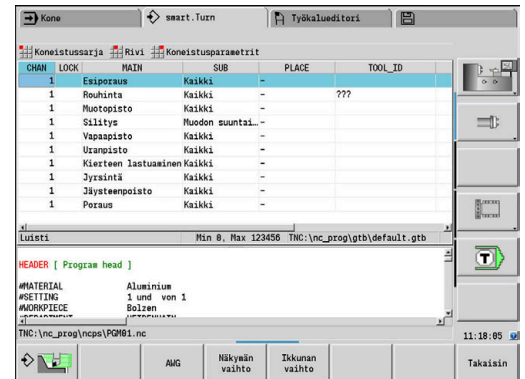 Kone smart.Turn Työkalueditori
Koneistussarja Rivi Koneistusparametrit
CHAN LOCK MAIN SUB PLACE TOOL_ID
1 Esiporaus Kaikki -
1 Rouhinta Kaikki - ???
1 Muotopisto Kaikki -
1 Silitys Muodon suuntai… -
1 Vapaapisto Kaikki -
1 Uranpisto Kaikki -
1 Kierteen lastuaminen Kaikki -
1 Jyrsintä Kaikki -
1 Jäysteenpoisto Kaikki -
1 Poraus Kaikki -
Luisti Min 0, Max 123456 TNC:\nc_prog\gtb\default.gtb
HEADER [ Program head ]
#MATERIAL Aluminium
#SETTING 1 und von 1
#WORKPIECE Bolzen
TNC:\nc_prog\ncps\PGM01.nc
T
11:18:05
AWG Näkymän vaihto Ikkunan vaihto Takaisin